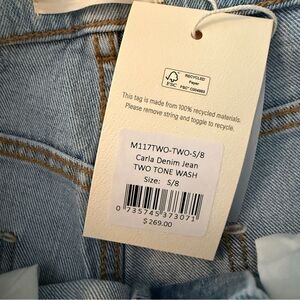 FSC
RECYCLED
Paper
This tag is made from 100% recycled materials.
Please remove string and toggle to recycle.
M117TWO-TWO-S/8
Carla Denim Jean
TWO TONE WASH
Size: S/8
0 735745 373071
$269.00